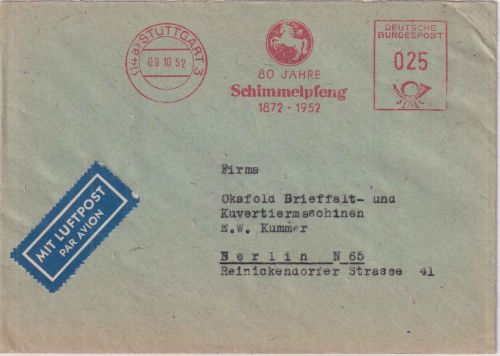 (14a) STUTTGART 3
09.10.52
80 JAHRE
Schimmelpfeng
1872 - 1952
DEUTSCHE
BUNDESPOST
025
MIT LUFTPOST
PAR AVION
Firma
Okafold Brieffalt- und
Kuvertiermaschinen
E.W. Kummer
Berlin N 65
Reinickendorfer Strasse 41